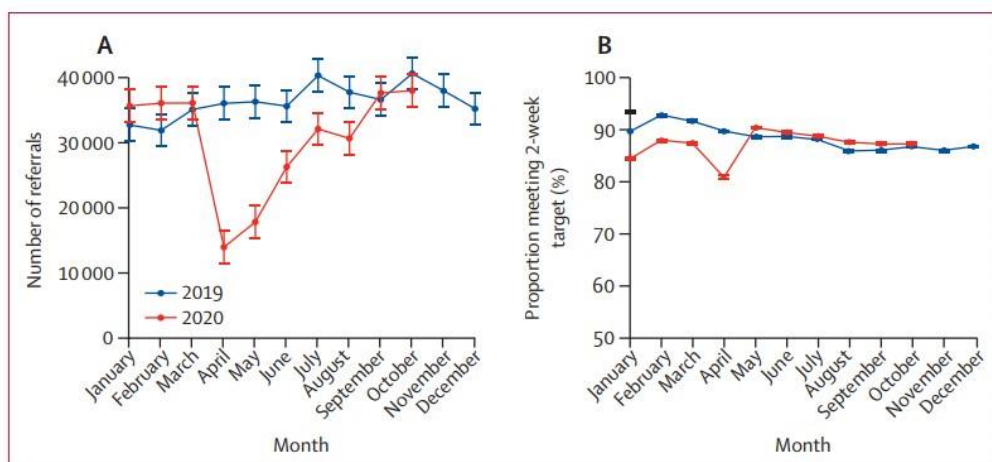 A
Number of referrals
40 000
30 000
20 000
10 000
0
2019
2020
January
February
March
April
May
June
July
August
September
October
November
December
Month
B
Proportion meeting 2-week
target (%)
100
90
80
70
60
50
January
February
March
April
May
June
July
August
September
October
November
December
Month